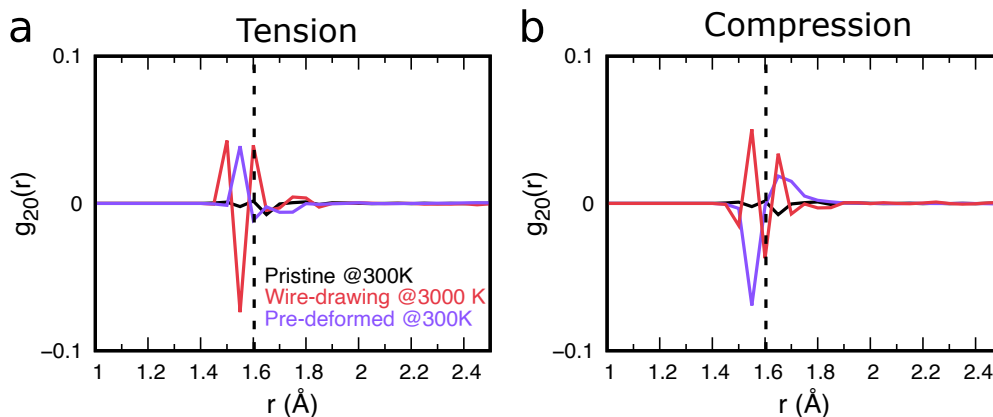 a
Tension
0.1
0
−0.1
g20(r)
Pristine @300K
Wire-drawing @3000 K
Pre-deformed @300K
1 1.2 1.4 1.6 1.8 2 2.2 2.4
r (Å)
b
Compression
0.1
0
−0.1
g20(r)
1 1.2 1.4 1.6 1.8 2 2.2 2.4
r (Å)